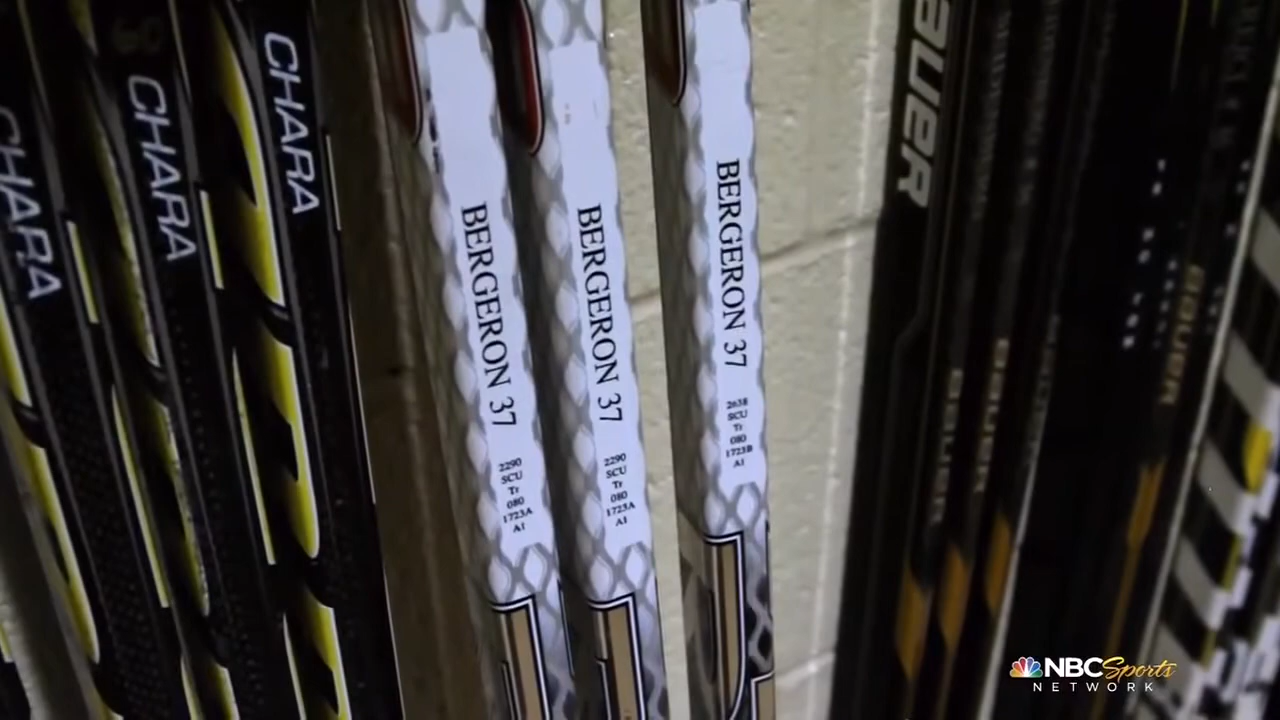 CHARA
CHARA
CHARA
BERGERON 37
2290
SCU
Tr
080
1723A
A1
BERGERON 37
2290
SCU
Tr
080
1723A
A1
BERGERON 37
2638
SCU
Tr
080
1723B
A1
BAUER
BAUER
NBC Sports
NETWORK